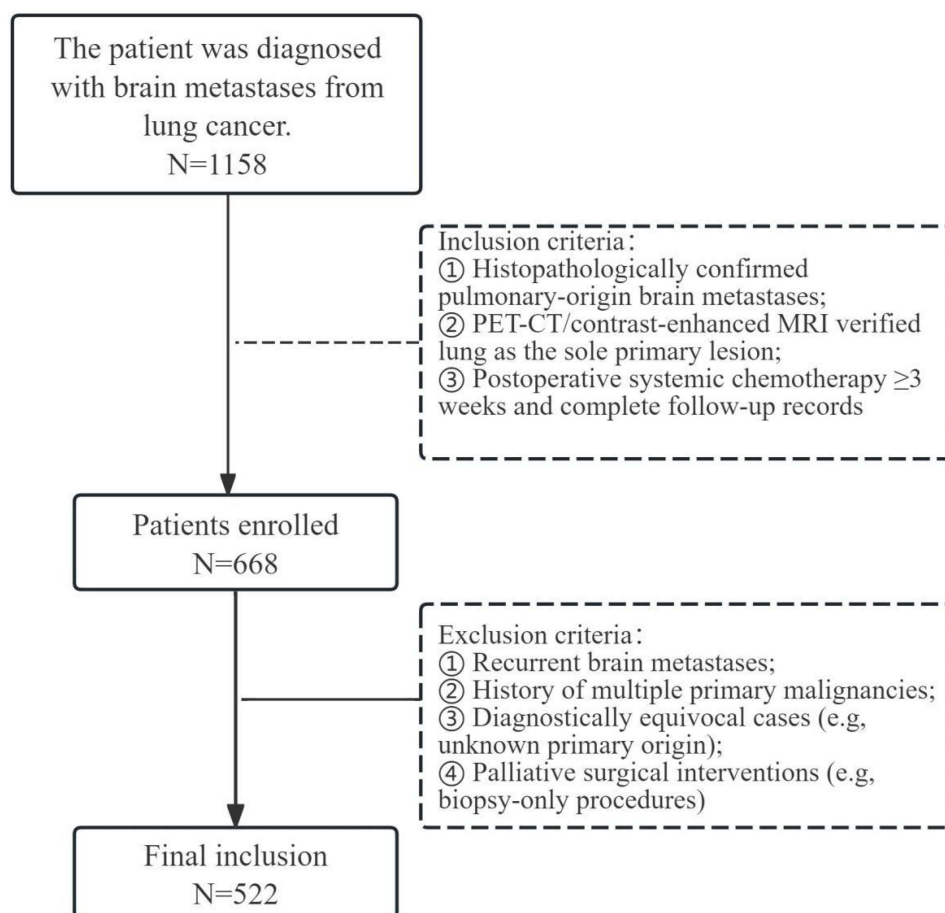 The patient was diagnosed
with brain metastases from
lung cancer.
N=1158
Inclusion criteria：
① Histopathologically confirmed
pulmonary-origin brain metastases;
② PET-CT/contrast-enhanced MRI verified
lung as the sole primary lesion;
③ Postoperative systemic chemotherapy ≥3
weeks and complete follow-up records
Patients enrolled
N=668
Exclusion criteria：
① Recurrent brain metastases;
② History of multiple primary malignancies;
③ Diagnostically equivocal cases (e.g,
unknown primary origin);
④ Palliative surgical interventions (e.g,
biopsy-only procedures)
Final inclusion
N=522